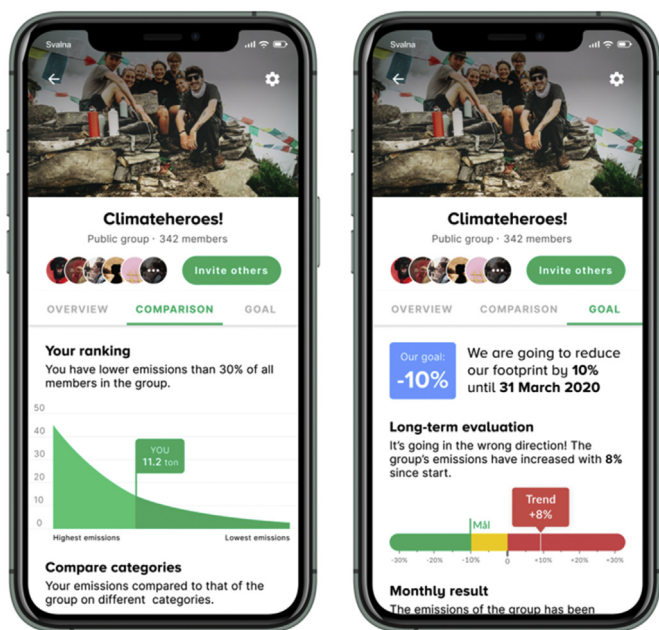 Svalna
Climateheroes!
Public group · 342 members
Invite others
OVERVIEW COMPARISON GOAL
Your ranking
You have lower emissions than 30% of all
members in the group.
50
40
30
20
10
0
YOU
11.2 ton
Highest emissions Lowest emissions
Compare categories
Your emissions compared to that of the
group on different categories.
Svalna
Climateheroes!
Public group · 342 members
Invite others
OVERVIEW COMPARISON GOAL
Our goal:
-10%
We are going to reduce
our footprint by 10%
until 31 March 2020
Long-term evaluation
It's going in the wrong direction! The
group's emissions have increased with 8%
since start.
Trend
+8%
Mål
-30% -20% -10% 0 +10% +20% +30%
Monthly result
The emissions of the group has been